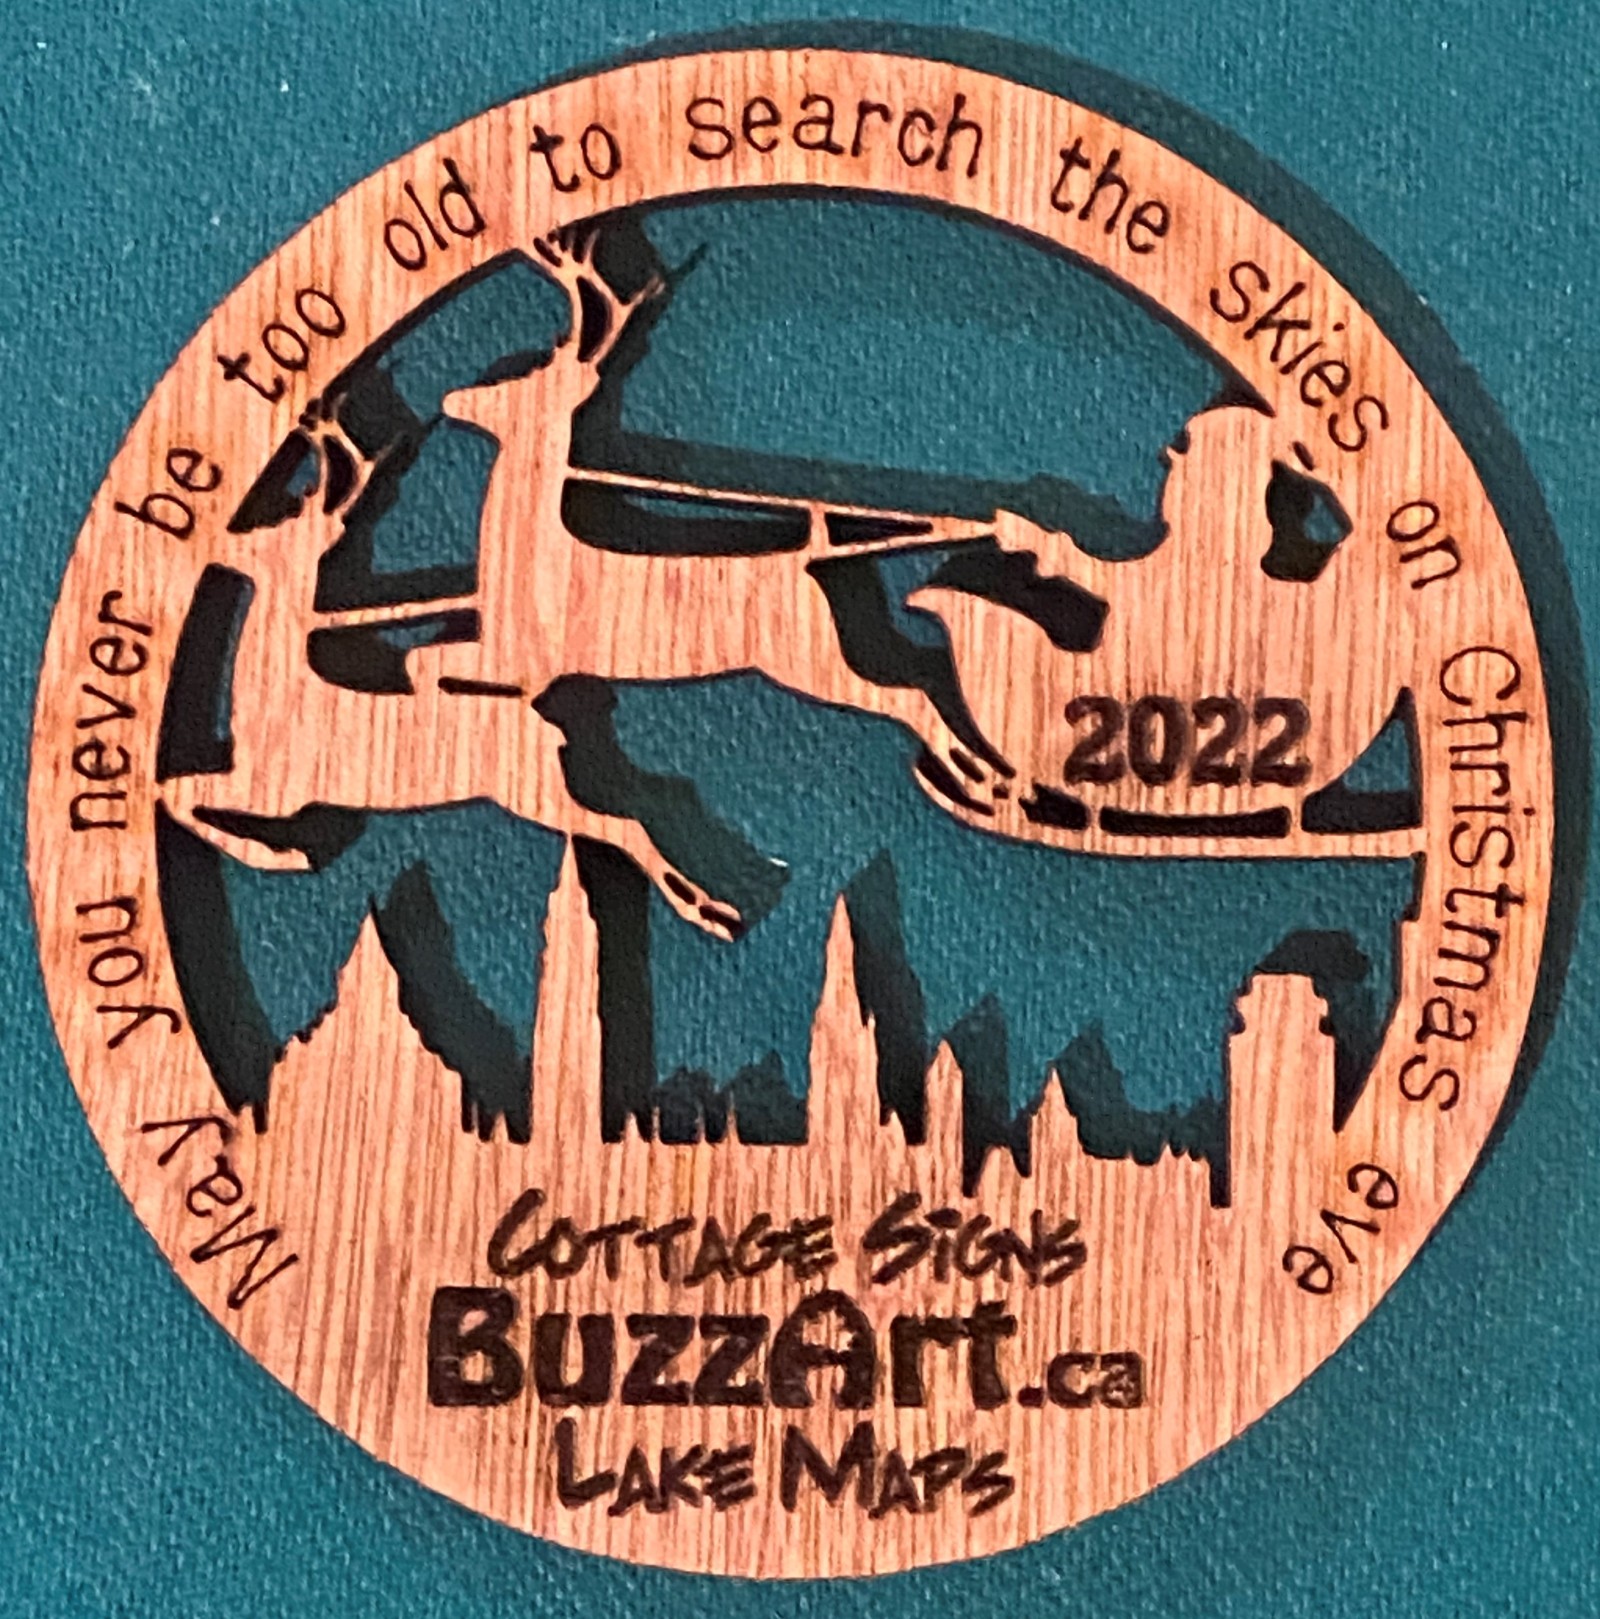 May you never be too old to search the skies on Christmas eve
2022
Cottage Signs
BuzzArt.ca
Lake Maps